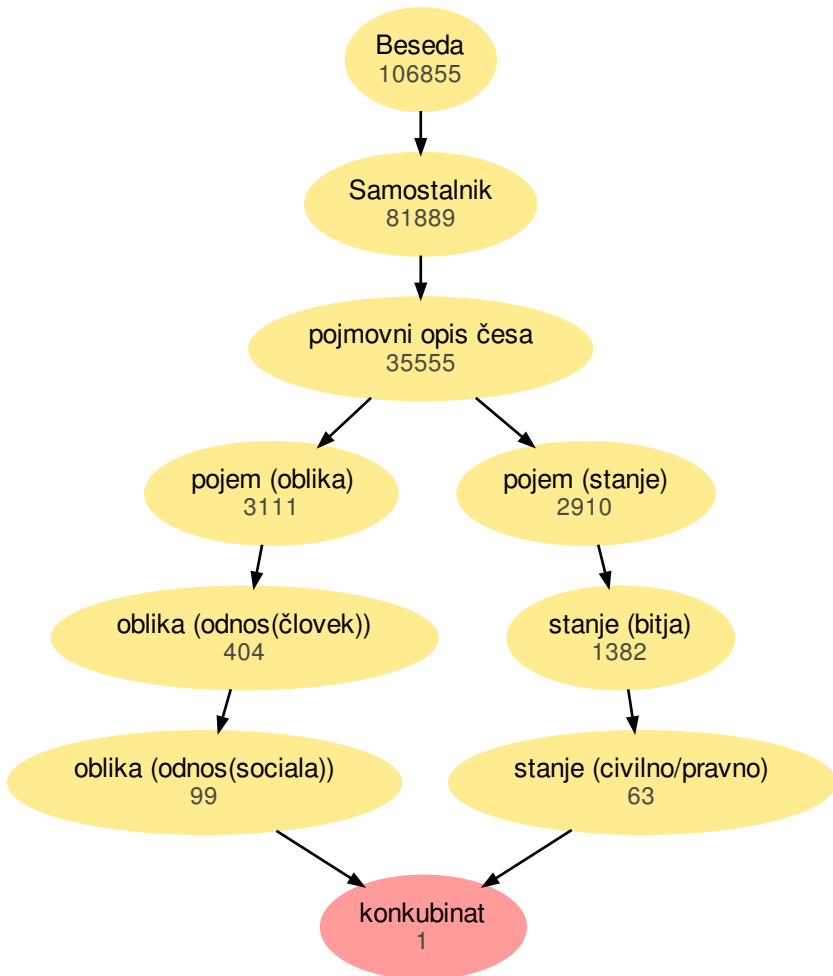 Beseda
106855
Samostalnik
81889
pojmovni opis česa
35555
pojem (oblika)
3111
pojem (stanje)
2910
oblika (odnos(človek))
404
stanje (bitja)
1382
oblika (odnos(sociala))
99
stanje (civilno/pravno)
63
konkubinat
1